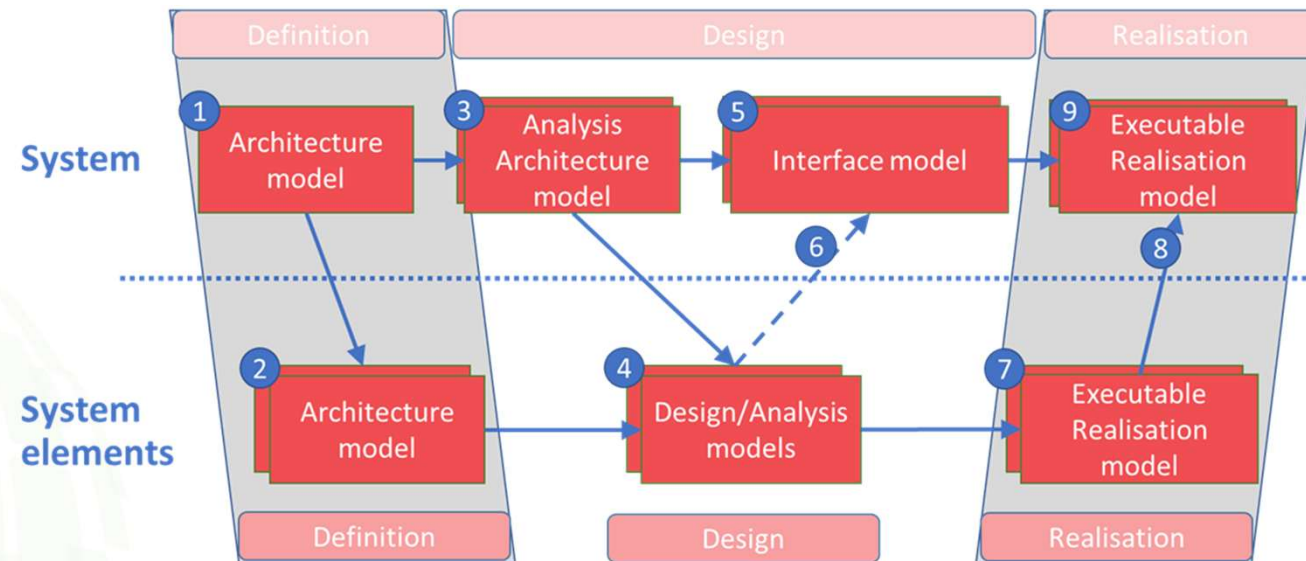 Definition
Design
Realisation
System
1
Architecture
model
3
Analysis
Architecture
model
5
Interface model
9
Executable
Realisation
model
6
8
System
elements
2
Architecture
model
4
Design/Analysis
models
7
Executable
Realisation
model
Definition
Design
Realisation